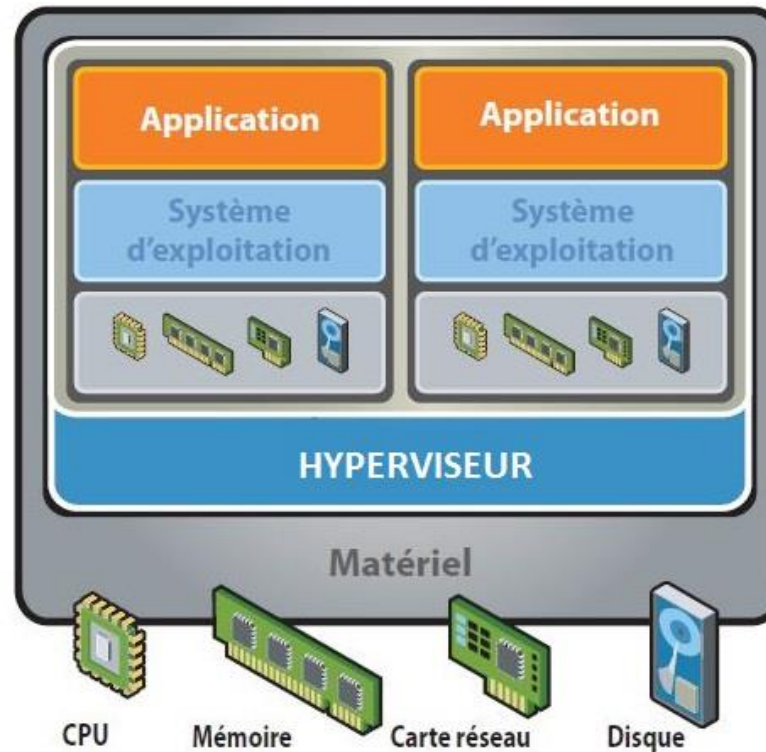 Application
Application
Système
d'exploitation
Système
d'exploitation
HYPERVISEUR
Matériel
CPU
Mémoire
Carte réseau
Disque